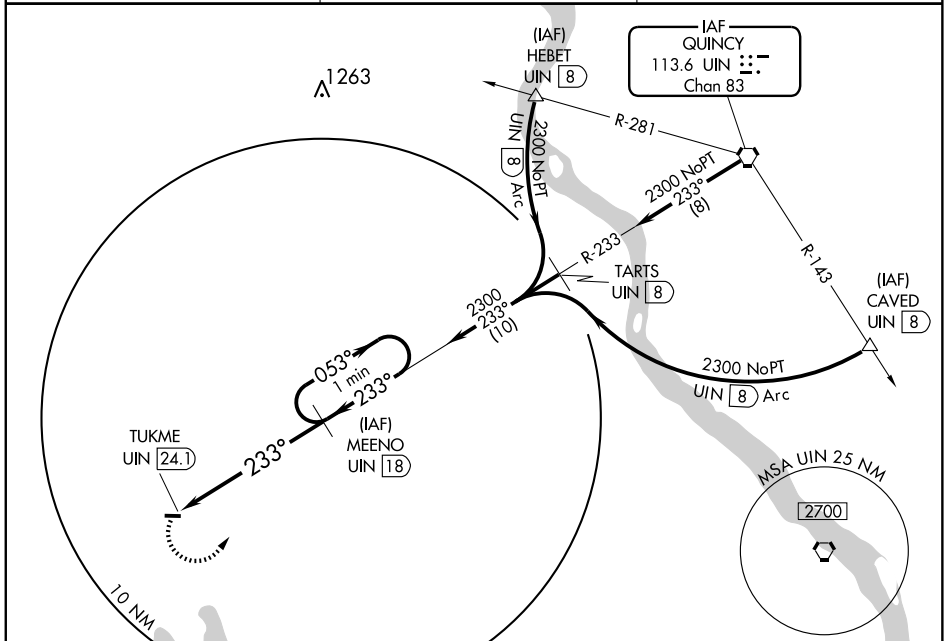 1263
(IAF)
HEBET
UIN 8
IAF
QUINCY
113.6 UIN
Chan 83
R-281
2300 NoPT
UIN 8 Arc
2300 NoPT
233°
(8)
R-233
R-143
TARTS
UIN 8
(IAF)
CAVED
UIN 8
2300
233°
(10)
2300 NoPT
UIN 8 Arc
053°
1 min
233°
(IAF)
MEENO
UIN 18
TUKME
UIN 24.1
233°
MSA UIN 25 NM
2700
10 NM